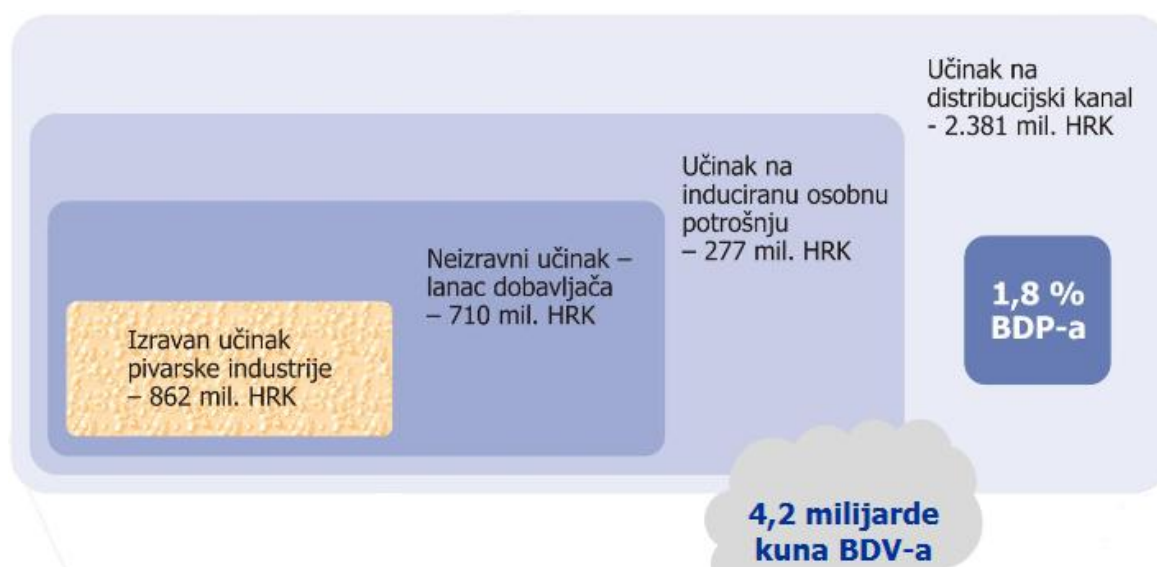 Učinak na
distribucijski kanal
- 2.381 mil. HRK
Učinak na
induciranu osobnu
potrošnju
– 277 mil. HRK
Neizravni učinak –
lanac dobavljača
– 710 mil. HRK
Izravan učinak
pivarske industrije
– 862 mil. HRK
1,8 %
BDP-a
4,2 milijarde
kuna BDV-a